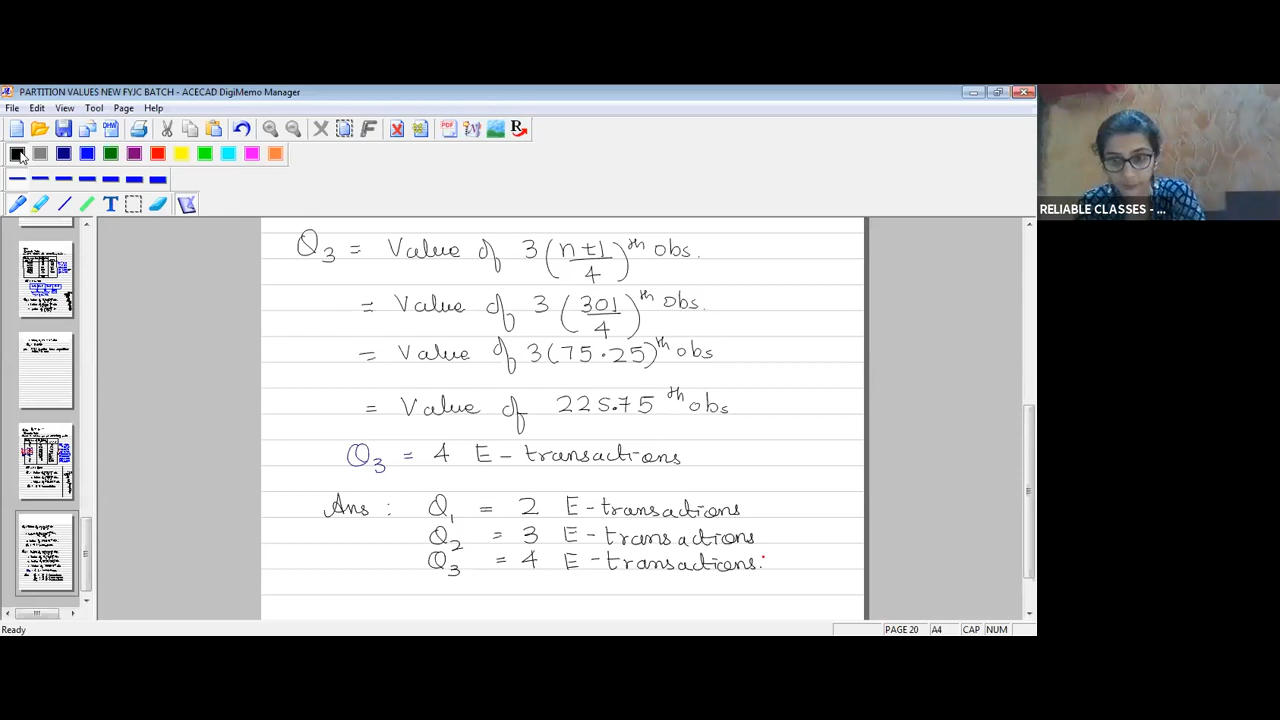 PARTITION VALUES NEW FYJC BATCH - ACECAD DigiMemo Manager
File Edit View Tool Page Help
RELIABLE CLASSES - ...
Q3 = Value of 3(n+1/4)th obs.
= Value of 3(301/4)th obs.
= Value of 3(75.25)th obs
= Value of 225.75th obs
Q3 = 4 E-transactions
Ans : Q1 = 2 E-transactions
Q2 = 3 E-transactions
Q3 = 4 E-transactions.
Ready PAGE 20 A4 CAP NUM